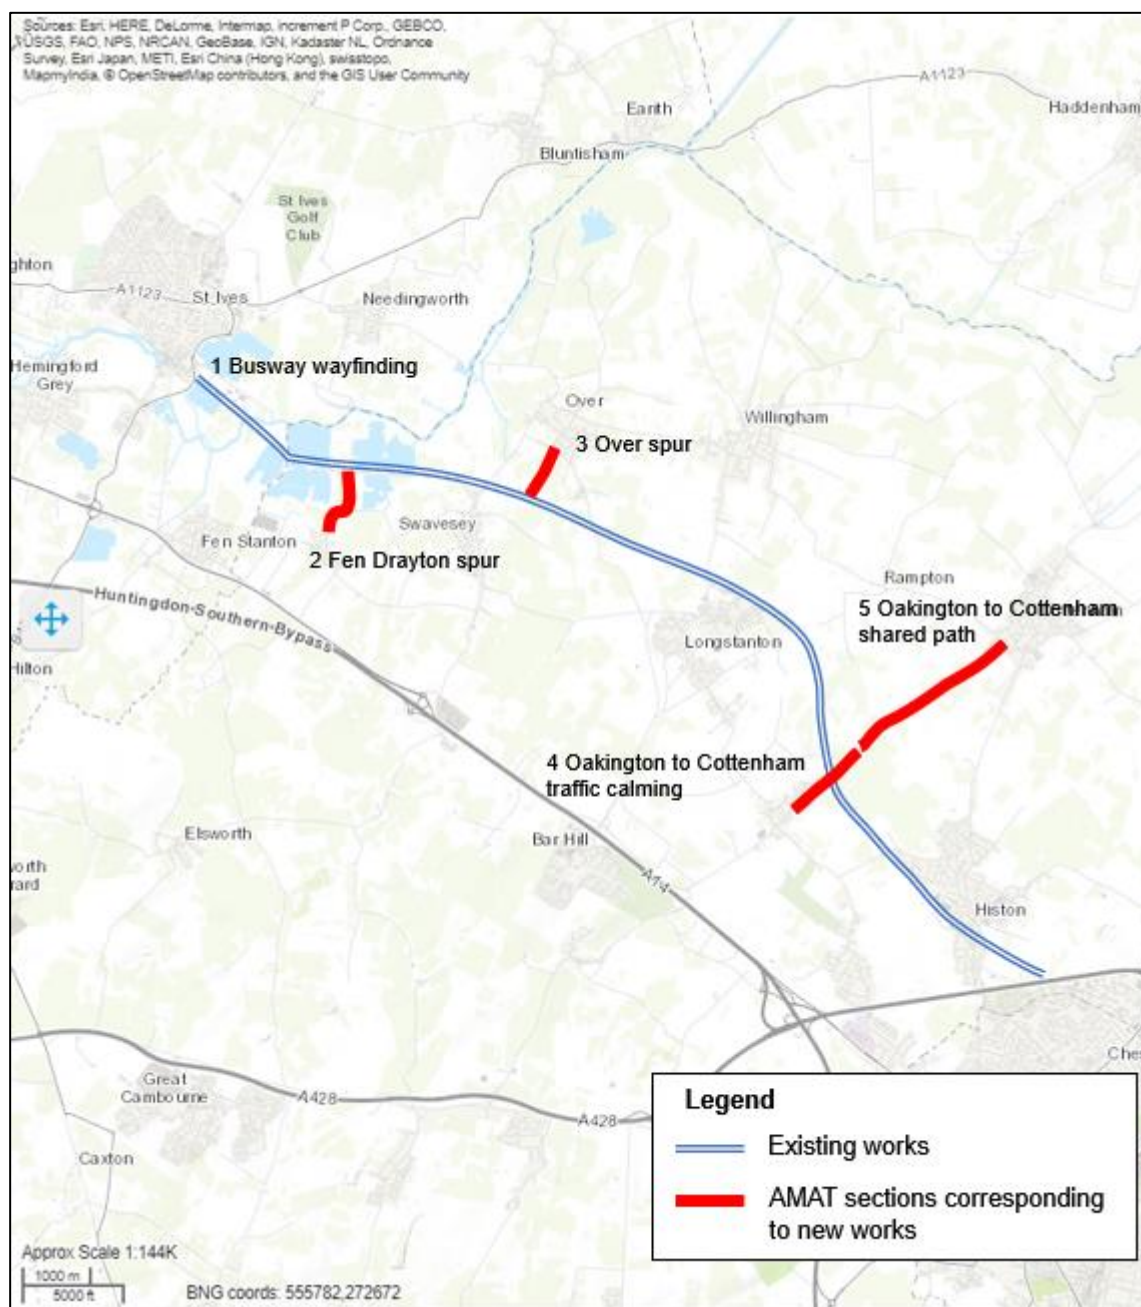 Sources: Esri, HERE, DeLorme, Intermap, increment P Corp., GEBCO,
USGS, FAO, NPS, NRCAN, GeoBase, IGN, Kadaster NL, Ordnance
Survey, Esri Japan, METI, Esri China (Hong Kong), swisstopo,
MapmyIndia, © OpenStreetMap contributors, and the GIS User Community
A1123
Haddenham
Earith
Bluntisham
St Ives
Golf
Club
ghton
A1123
St Ives
Needingworth
1 Busway wayfinding
Hemingford
Grey
Over
Willingham
3 Over spur
Swavesey
Fen Stanton
2 Fen Drayton spur
Rampton
Huntingdon-Southern-Bypass
5 Oakington to Cottenham
shared path
Longstanton
Hilton
4 Oakington to Cottenham
traffic calming
Elsworth
Bar Hill
A14
worth
ard
Histon
Che
Great
Cambourne
A428
A428
Caxton
Legend
Existing works
AMAT sections corresponding
to new works
Approx Scale 1:144K
1000 m
5000 ft
BNG coords: 555782,272672